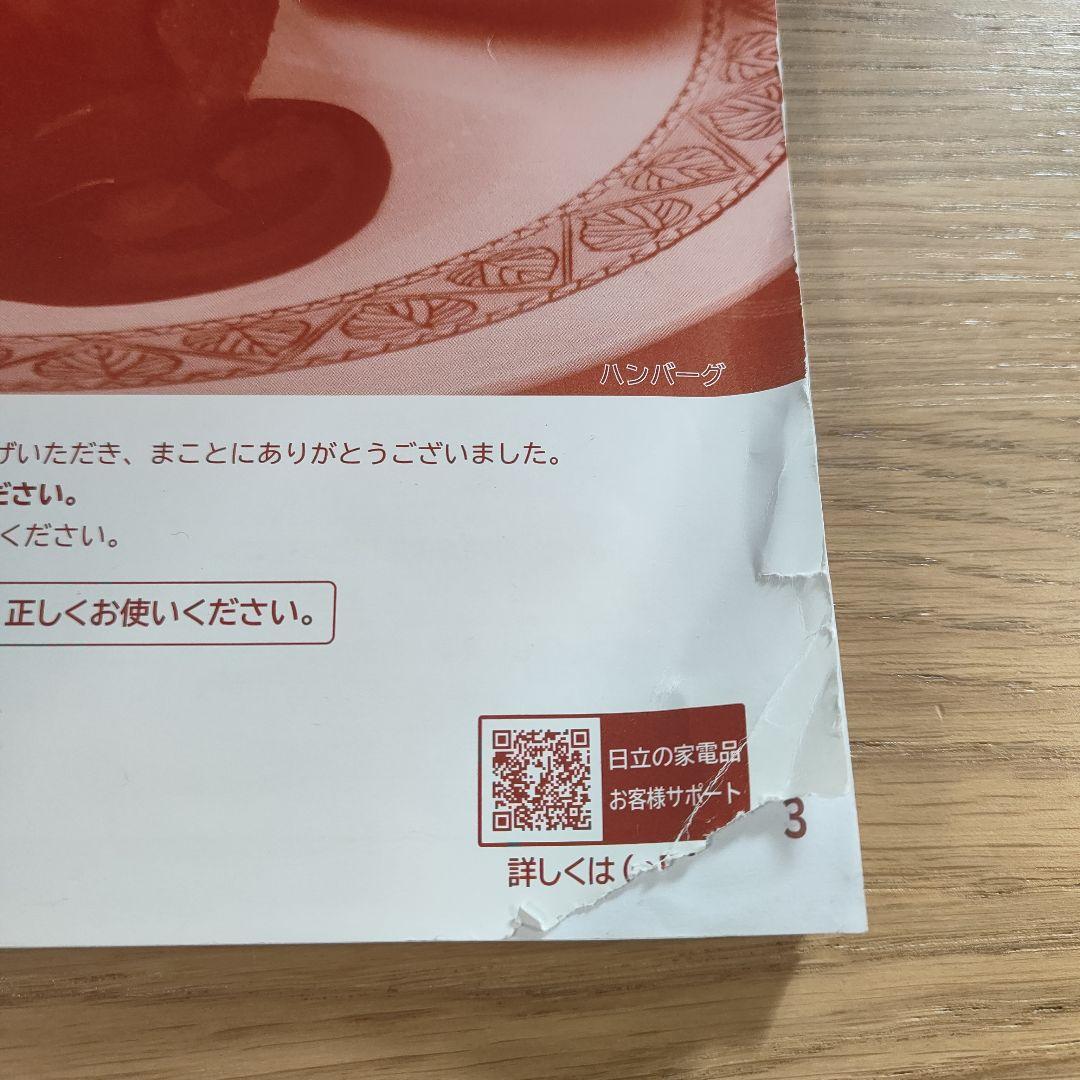 ハンバーグ
げいただき、まことにありがとうございました。
ださい。
ください。
正しくお使いください。
日立の家電品
お客様サポート
詳しくは
3